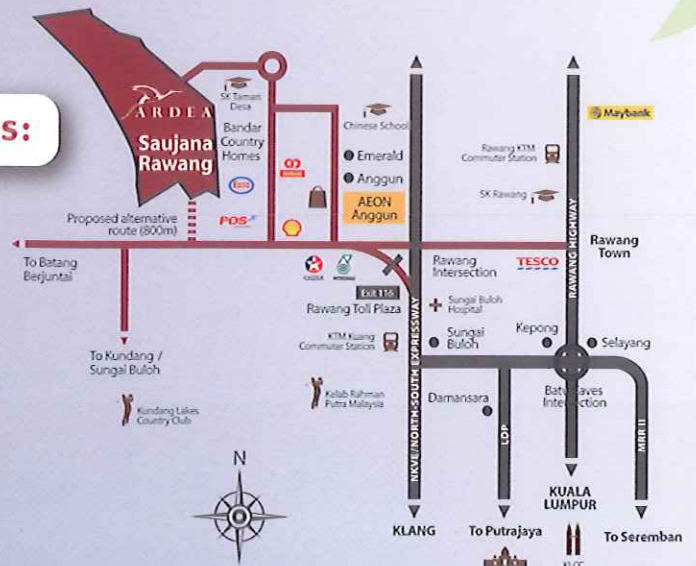 s:
ARDEA
Saujana
Rawang
SK Taman
Desa
Bandar
Country
Homes
Esso
POS
Chinese School
Emerald
Anggun
AEON
Anggun
Maybank
Rawang KTM
Commuter Station
SK Rawang
Proposed alternative
route (800m)
To Batang
Berjuntai
Rawang
Intersection
TESCO
Rawang
Town
RAWANG HIGHWAY
Exit 116
Rawang Toll Plaza
Sungai Buloh
Hospital
To Kundang /
Sungai Buloh
KTM Kuang
Commuter Station
Sungai
Buloh
Kepong
Selayang
Kundang Lakes
Country Club
Kelab Rahman
Putra Malaysia
NKVE/NORTH-SOUTH EXPRESSWAY
Damansara
LDP
Batu Caves
Intersection
MRR II
N
KLANG
To Putrajaya
KUALA
LUMPUR
To Seremban
KLCC